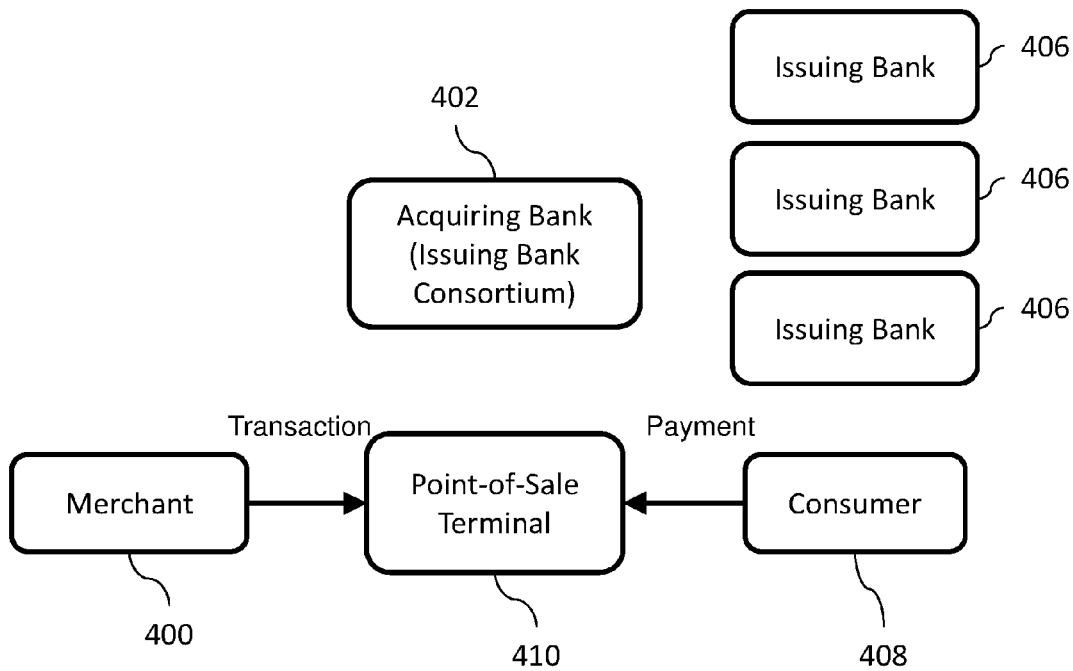 Issuing Bank
406
402
Issuing Bank
406
Acquiring Bank
(Issuing Bank
Consortium)
Issuing Bank
406
Transaction
Payment
Merchant
Point-of-Sale
Terminal
Consumer
400
410
408